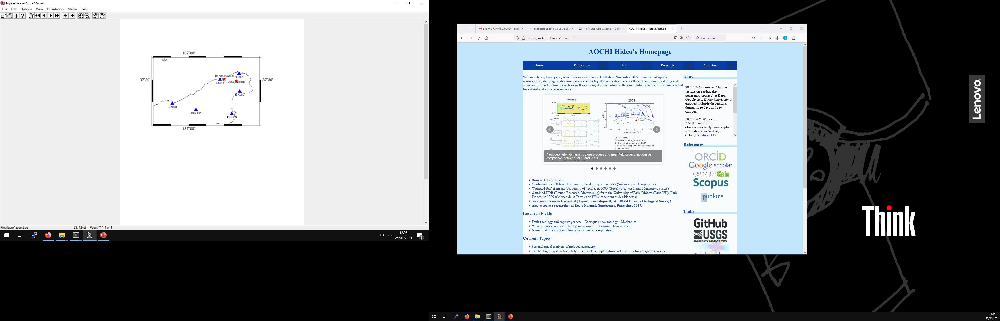 figure1zoom2.ps - GSview
File Edit Options View Orientation Media Help
137°00'
JMA(fast) M7.6
ISKH01
37°30'
37°30'
ISK001
JMA(catalog)
ISK002
ISK003
ISKH02
137°00'
File: figure1zoom2.ps
-53, 424pt Page: "1" 1 of 1
FR
12:06
25/01/2024
3
zoom E-City 01/26/2024 - aoch
Implications of Fault-Valve Beh
(1) Roundcube Webmail ::
AOCHI Hideo - Hazard Analysis
https://aochihi.github.io/index.html
Rechercher
AOCHI Hideo's Homepage
Home Publication Bio Research Activities
Welcome to my homepage, which has moved here on GitHub in November 2022. I am an earthquake
seismologist, studying on dynamic process of earthquake generation process through numericl modeling and
near-fault ground motion records as well as aiming at contributing to the quantitative seismic hazard assessment
for natural and induced seismicity.
1999 Izmit
2023
X along N30°E (km)
Y (km)
Epicenter: KOERI
Known Faults (blue): source USGS
Ruptured Fault trances (red): USGS
Fault model (black): ENS (Bryan Raimbault &
Romain Jolivet)
Fault geometry, dynamic rupture process and near-field ground motions as
comparison between 1999 and 2023.
Born in Tokyo, Japan.
Graduated from Tohoku University, Sendai, Japan, in 1995 (Seismology - Geophysics)
Obtained PhD from the University of Tokyo, in 2000 (Geophysics, earth and Planetary Physics)
Obtained HDR (French Research-Directorship) from the University of Paris Diderot (Paris VII), Paris,
France, in 2009 (Science de la Terre et de l'Environement et des Planètes).
Now senior research scientist (Expert Scientifique II) at BRGM (French Geological Survey).
Also associate researcher at Ecole Normale Supérieure, Paris since 2017.
Research Fields
Fault rheology and rupture process - Earthquake seismology - Mechanics
Wave radiation and near-field ground motion - Seismic Hazard Study
Numerical modeling and high-performance computation
Current Topics
Seismological analysis of induced seismicity.
Traffic-Light-System for safety of subsurface exploitation and injection for energy purposees.
News
2023/07/25 Seminar "Simple
visions on earthquake
generation process" at Dept.
Geophysics, Kyoto University. I
enjoyed multiple discussions
during three days at three
campus.
2023/05/24 Workshop
"Earthquakes: from
observations to dynamic rupture
simulations" in Santiago
(Chile). Youtube. My
References
ORCID
Google scholar
ResearchGate
Scopus
publons
Links
GitHub
USGS
science for a changing world
Lenovo
Think
12:06
25/01/2024